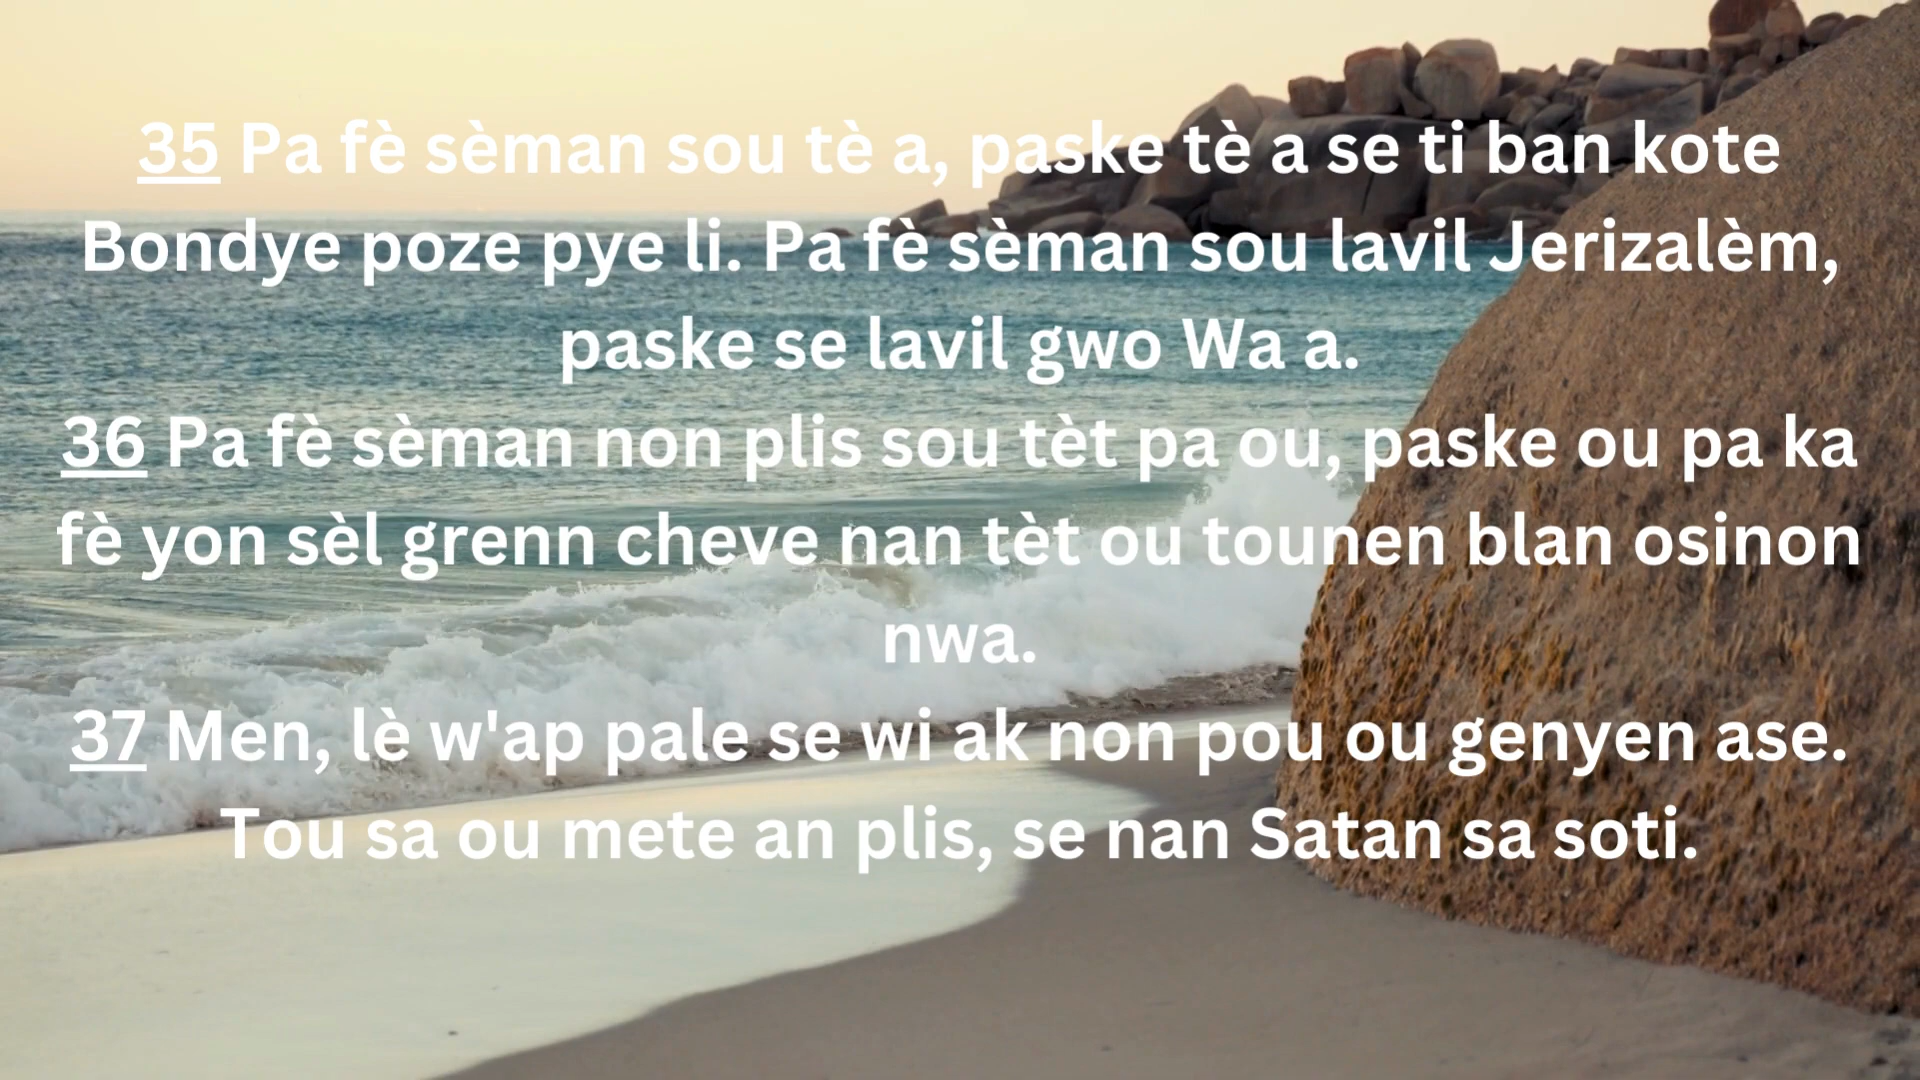 35 Pa fè sèman sou tè a, paske tè a se ti ban kote
Bondye poze pye li. Pa fè sèman sou lavil Jerizalèm,
paske se lavil gwo Wa a.
36 Pa fè sèman non plis sou tèt pa ou, paske ou pa ka
fè yon sèl grenn cheve nan tèt ou tounen blan osinon
nwa.
37 Men, lè w'ap pale se wi ak non pou ou genyen ase.
Tou sa ou mete an plis, se nan Satan sa soti.